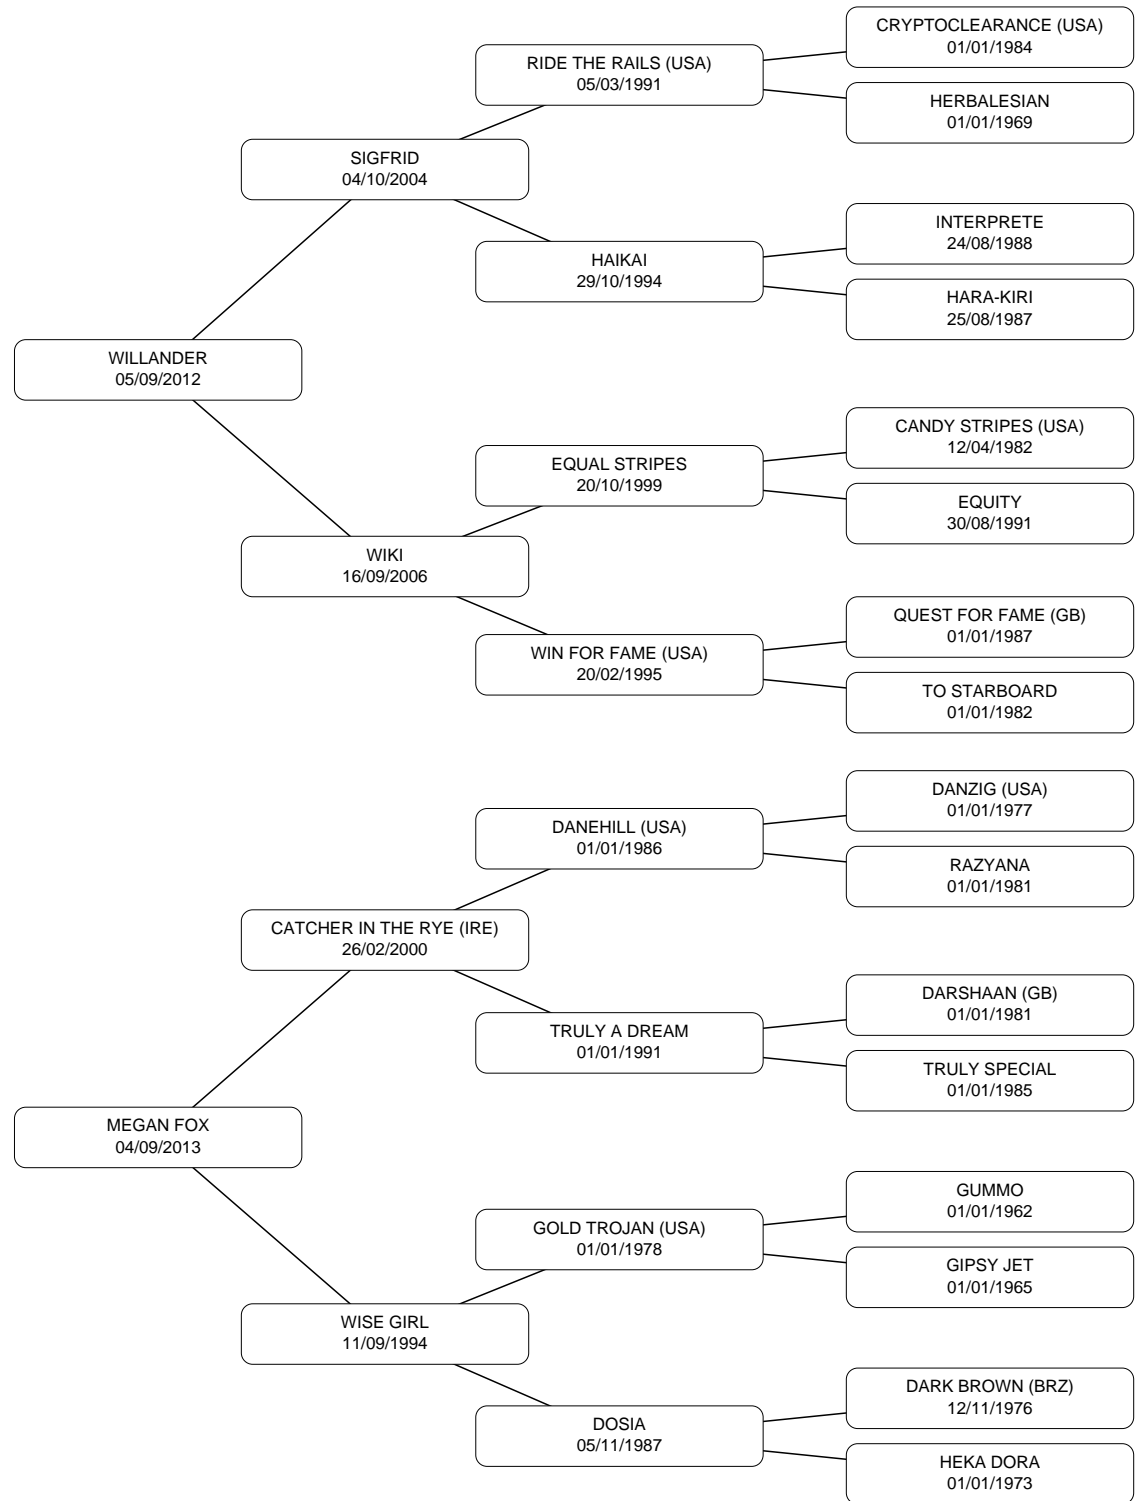 CRYPTOCLEARANCE (USA)
01/01/1984
RIDE THE RAILS (USA)
05/03/1991
HERBALESIAN
01/01/1969
SIGFRID
04/10/2004
INTERPRETE
24/08/1988
HAIKAI
29/10/1994
HARA-KIRI
25/08/1987
WILLANDER
05/09/2012
CANDY STRIPES (USA)
12/04/1982
EQUAL STRIPES
20/10/1999
EQUITY
30/08/1991
WIKI
16/09/2006
QUEST FOR FAME (GB)
01/01/1987
WIN FOR FAME (USA)
20/02/1995
TO STARBOARD
01/01/1982
DANZIG (USA)
01/01/1977
DANEHILL (USA)
01/01/1986
RAZYANA
01/01/1981
CATCHER IN THE RYE (IRE)
26/02/2000
DARSHAAN (GB)
01/01/1981
TRULY A DREAM
01/01/1991
TRULY SPECIAL
01/01/1985
MEGAN FOX
04/09/2013
GUMMO
01/01/1962
GOLD TROJAN (USA)
01/01/1978
GIPSY JET
01/01/1965
WISE GIRL
11/09/1994
DARK BROWN (BRZ)
12/11/1976
DOSIA
05/11/1987
HEKA DORA
01/01/1973